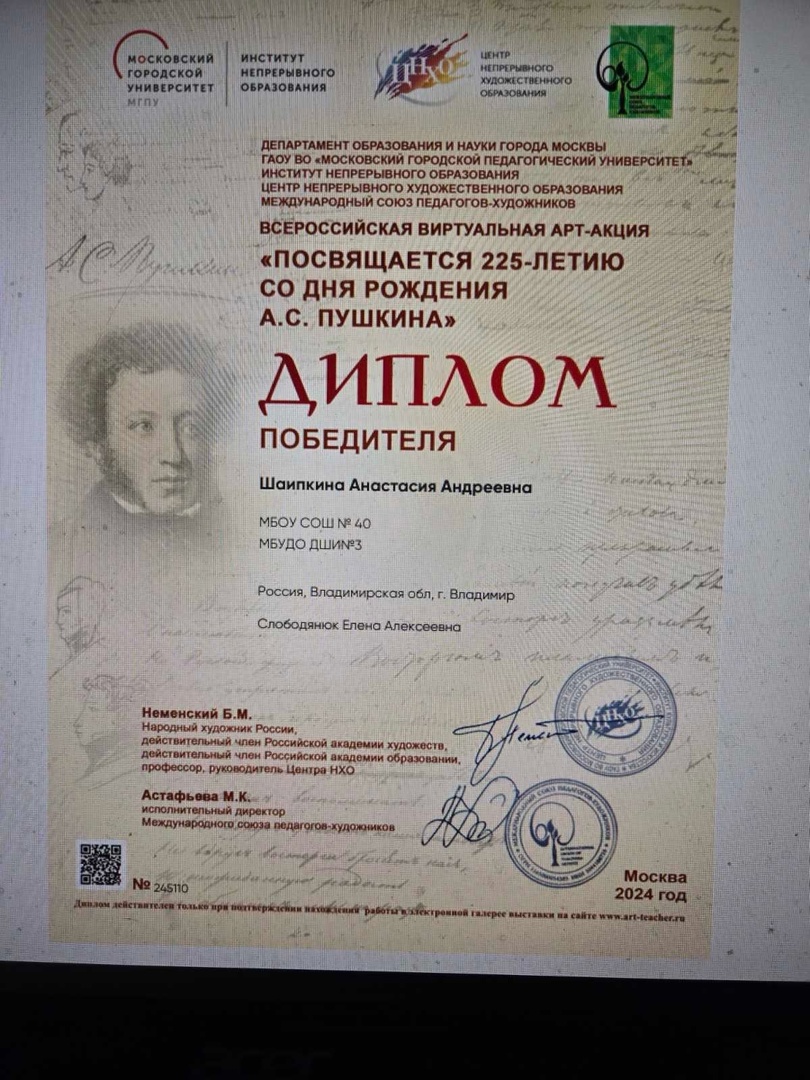 МОСКОВСКИЙ
ГОРОДСКОЙ
УНИВЕРСИТЕТ
МГПУ
ИНСТИТУТ
НЕПРЕРЫВНОГО
ОБРАЗОВАНИЯ
ЦНХО
ЦЕНТР
НЕПРЕРЫВНОГО
ХУДОЖЕСТВЕННОГО
ОБРАЗОВАНИЯ
ДЕПАРТАМЕНТ ОБРАЗОВАНИЯ И НАУКИ ГОРОДА МОСКВЫ
ГАОУ ВО «МОСКОВСКИЙ ГОРОДСКОЙ ПЕДАГОГИЧЕСКИЙ УНИВЕРСИТЕТ»
ИНСТИТУТ НЕПРЕРЫВНОГО ОБРАЗОВАНИЯ
ЦЕНТР НЕПРЕРЫВНОГО ХУДОЖЕСТВЕННОГО ОБРАЗОВАНИЯ
МЕЖДУНАРОДНЫЙ СОЮЗ ПЕДАГОГОВ-ХУДОЖНИКОВ
ВСЕРОССИЙСКАЯ ВИРТУАЛЬНАЯ АРТ-АКЦИЯ
«ПОСВЯЩАЕТСЯ 225-ЛЕТИЮ
СО ДНЯ РОЖДЕНИЯ
А.С. ПУШКИНА»
ДИПЛОМ
ПОБЕДИТЕЛЯ
Шаипкина Анастасия Андреевна
МБОУ СОШ № 40
МБУДО ДШИ№3
Россия, Владимирская обл, г. Владимир
Слободянюк Елена Алексеевна
Неменский Б.М.
Народный художник России,
действительный член Российской академии художеств,
действительный член Российской академии образовании,
профессор, руководитель Центра НХО
Астафьева М.К.
исполнительный директор
Международного союза педагогов-художников
№ 245110
Москва
2024 год
Диплом действителен только при подтверждении нахождения работы в электронной галерее выставки на сайте www.art-teacher.ru